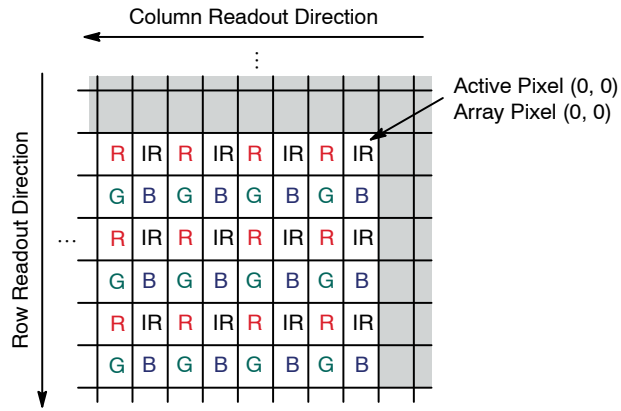 Column Readout Direction
...
Active Pixel (0, 0)
Array Pixel (0, 0)
Row Readout Direction
R IR R IR R IR R IR
G B G B G B G B
... R IR R IR R IR R IR
G B G B G B G B
R IR R IR R IR R IR
G B G B G B G B